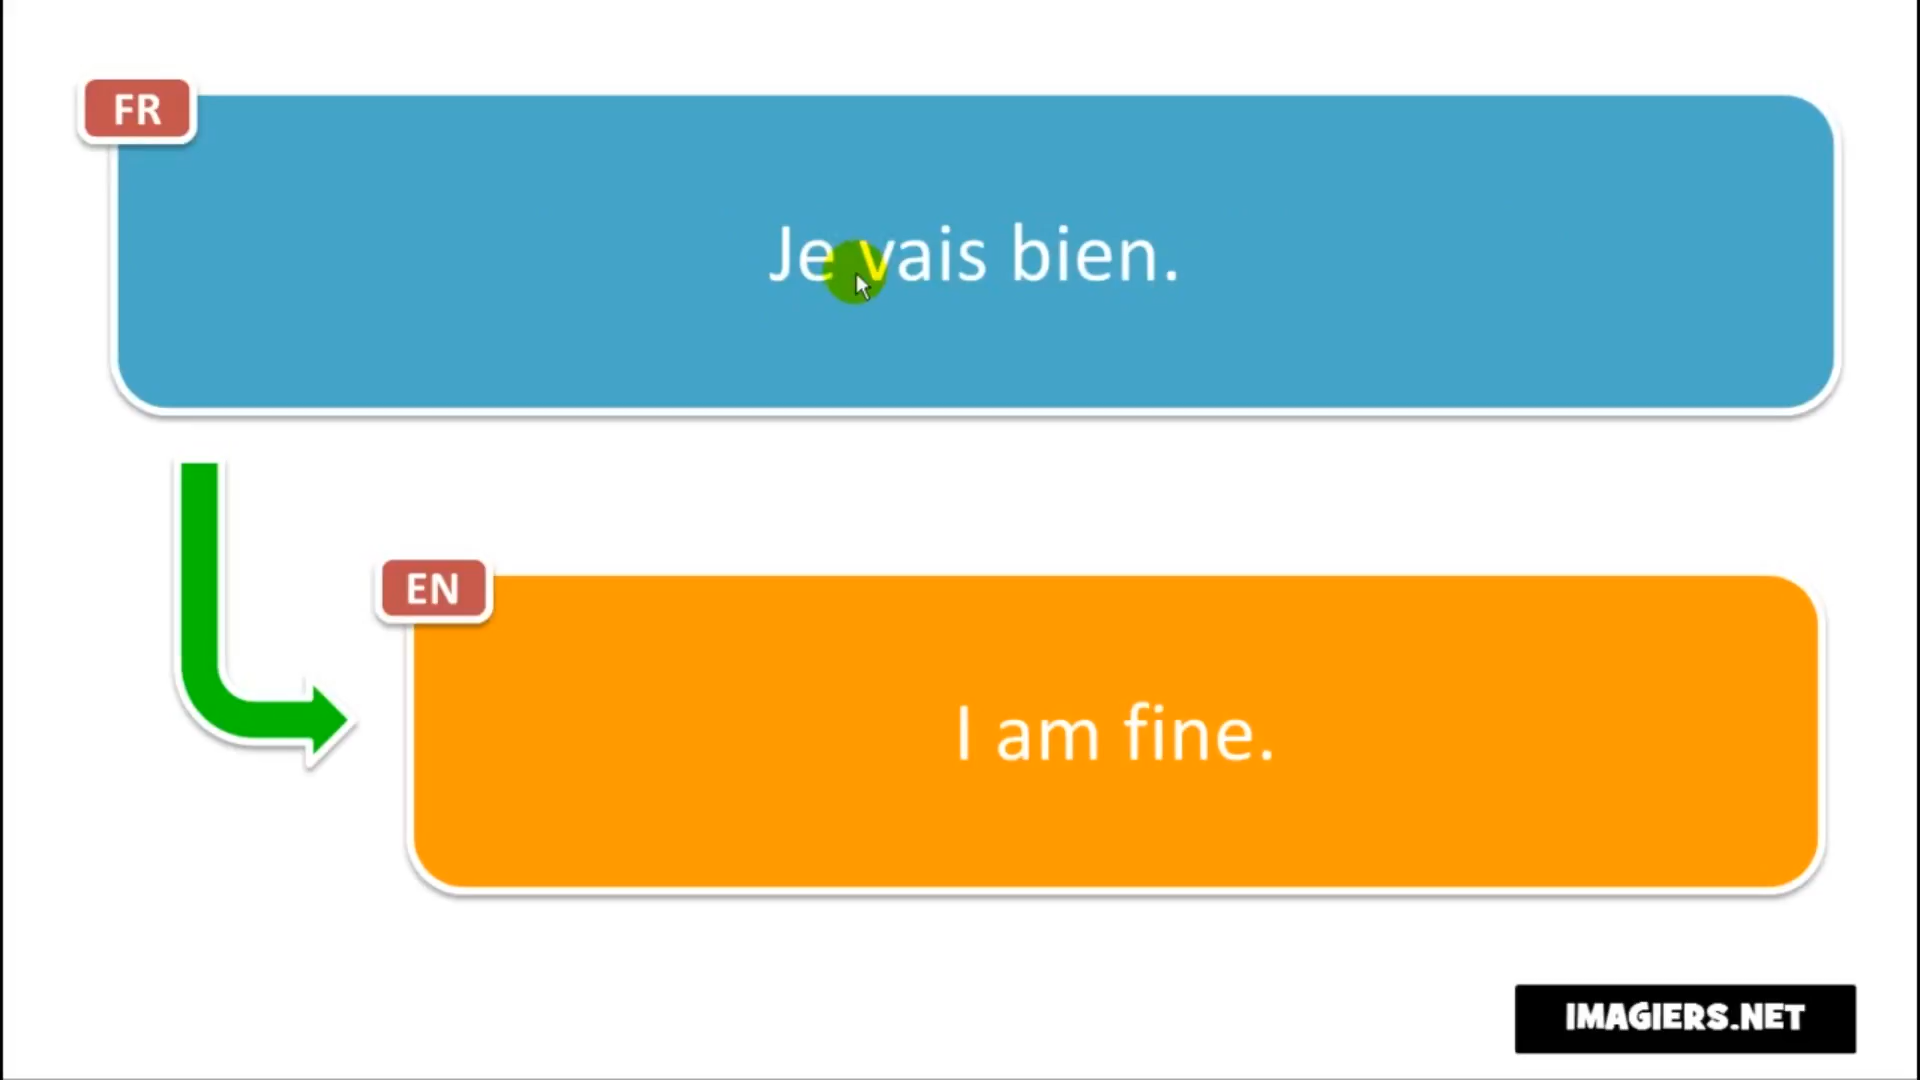 FR
Je vais bien.
EN
I am fine.
IMAGIERS.NET